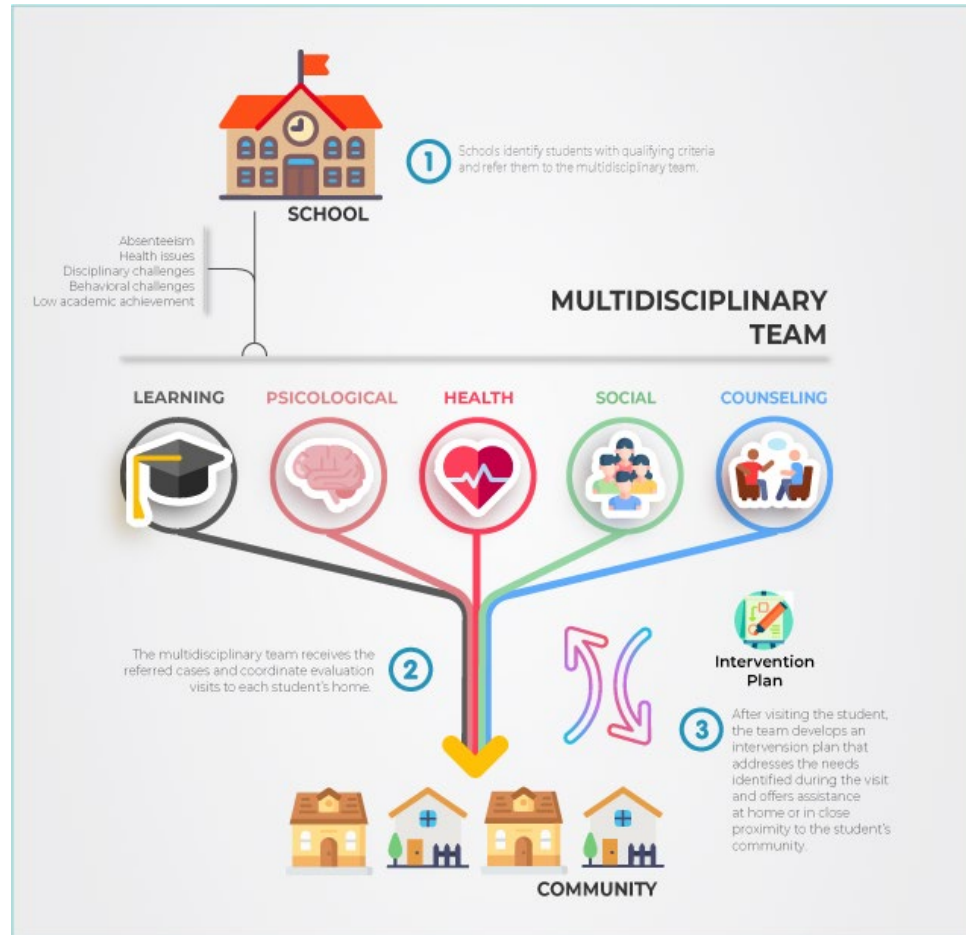 1
Schools identify students with qualifying criteria
and refer them to the multidisciplinary team.
SCHOOL
Absenteeism
Health issues
Disciplinary challenges
Behavioral challenges
Low academic achievement
MULTIDISCIPLINARY
TEAM
LEARNING
PSICOLOGICAL
HEALTH
SOCIAL
COUNSELING
The multidisciplinary team receives the
referred cases and coordinate evaluation
visits to each student's home.
2
Intervention
Plan
3
After visiting the student,
the team develops an
intervension plan that
addresses the needs
identified during the visit
and offers assistance
at home or in close
proximity to the student's
community.
COMMUNITY